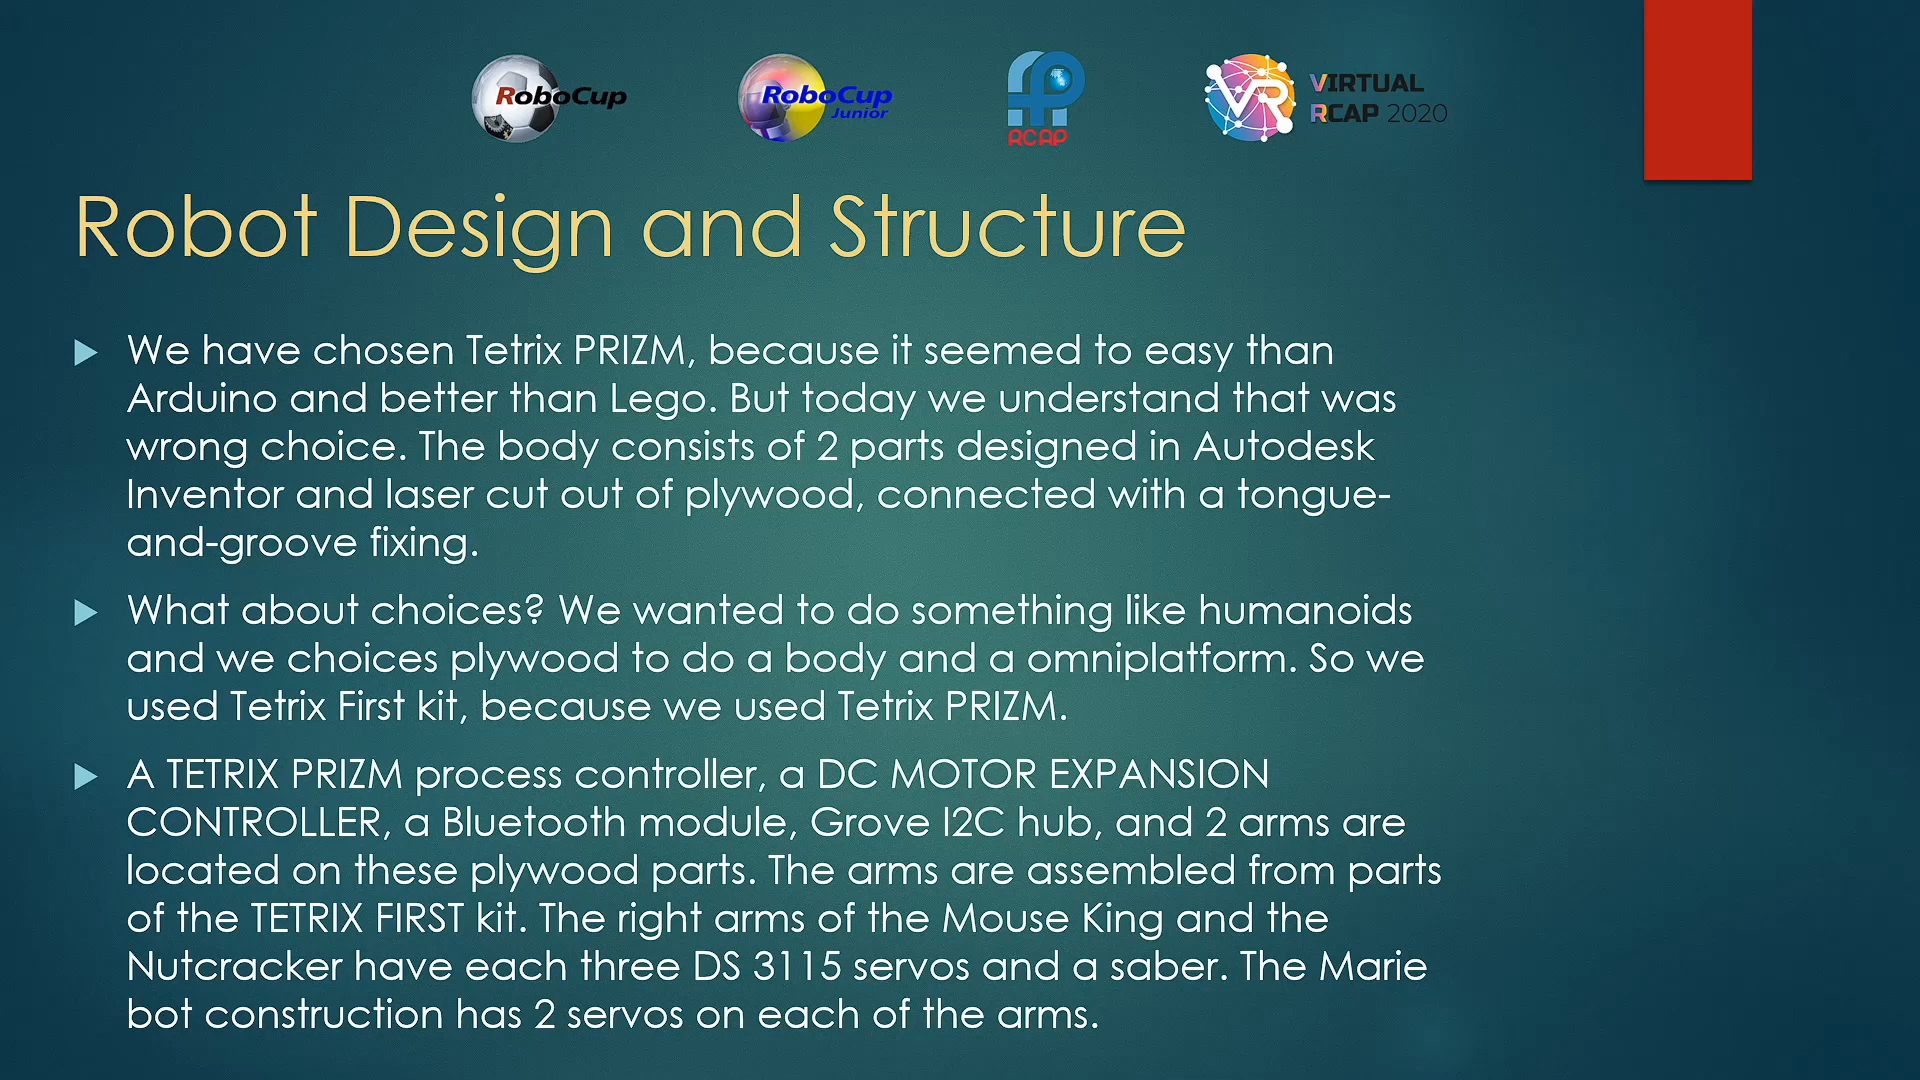 RoboCup
RoboCup
Junior
RCAP
VR
VIRTUAL
RCAP 2020
Robot Design and Structure
We have chosen Tetrix PRIZM, because it seemed to easy than
Arduino and better than Lego. But today we understand that was
wrong choice. The body consists of 2 parts designed in Autodesk
Inventor and laser cut out of plywood, connected with a tongue-
and-groove fixing.
What about choices? We wanted to do something like humanoids
and we choices plywood to do a body and a omniplatform. So we
used Tetrix First kit, because we used Tetrix PRIZM.
A TETRIX PRIZM process controller, a DC MOTOR EXPANSION
CONTROLLER, a Bluetooth module, Grove I2C hub, and 2 arms are
located on these plywood parts. The arms are assembled from parts
of the TETRIX FIRST kit. The right arms of the Mouse King and the
Nutcracker have each three DS 3115 servos and a saber. The Marie
bot construction has 2 servos on each of the arms.